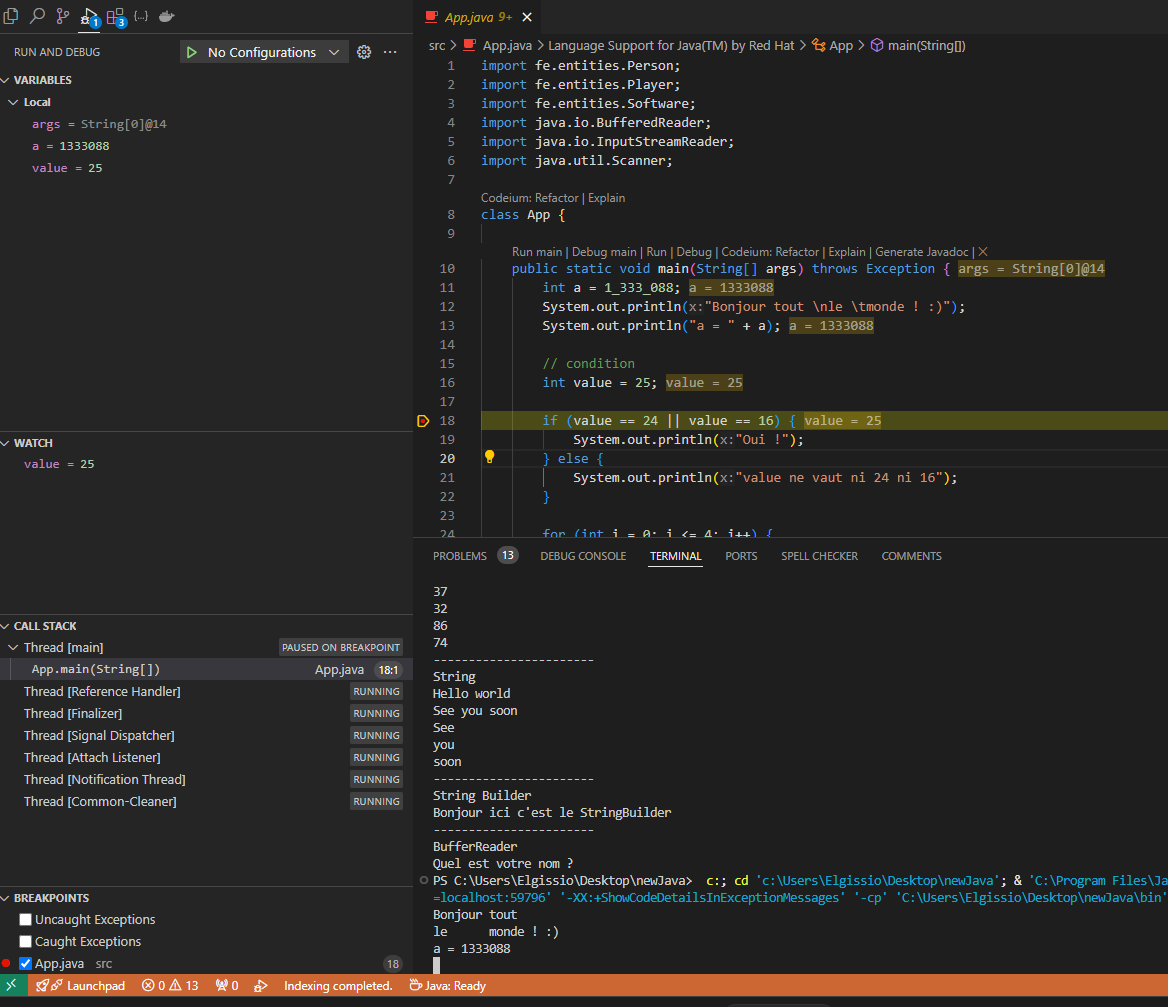 1
3
{...}
RUN AND DEBUG
No Configurations
VARIABLES
Local
args = String[0]@14
a = 1333088
value = 25
WATCH
value = 25
CALL STACK
Thread [main] PAUSED ON BREAKPOINT
App.main(String[]) App.java 18:1
Thread [Reference Handler] RUNNING
Thread [Finalizer] RUNNING
Thread [Signal Dispatcher] RUNNING
Thread [Attach Listener] RUNNING
Thread [Notification Thread] RUNNING
Thread [Common-Cleaner] RUNNING
BREAKPOINTS
Uncaught Exceptions
Caught Exceptions
App.java src 18
App.java 9+
src > App.java > Language Support for Java(TM) by Red Hat > App > main(String[])
1 import fe.entities.Person;
2 import fe.entities.Player;
3 import fe.entities.Software;
4 import java.io.BufferedReader;
5 import java.io.InputStreamReader;
6 import java.util.Scanner;
7
Codeium: Refactor | Explain
8 class App {
9
Run main | Debug main | Run | Debug | Codeium: Refactor | Explain | Generate Javadoc | X
10 public static void main(String[] args) throws Exception { args = String[0]@14
11 int a = 1_333_088; a = 1333088
12 System.out.println(x:"Bonjour tout \nle \tmonde ! :)");
13 System.out.println("a = " + a); a = 1333088
14
15 // condition
16 int value = 25; value = 25
17
18 if (value == 24 || value == 16) { value = 25
19 System.out.println(x:"Oui !");
20 } else {
21 System.out.println(x:"value ne vaut ni 24 ni 16");
22 }
23
24 for (int i = 0; i <= 4; i++) {
PROBLEMS 13 DEBUG CONSOLE TERMINAL PORTS SPELL CHECKER COMMENTS
37
32
86
74
-----------------------
String
Hello world
See you soon
See
you
soon
-----------------------
String Builder
Bonjour ici c'est le StringBuilder
-----------------------
BufferReader
Quel est votre nom ?
PS C:\Users\Elgissio\Desktop\newJava> c:; cd 'c:\Users\Elgissio\Desktop\newJava'; & 'C:\Program Files\Ja
=localhost:59796' '-XX:+ShowCodeDetailsInExceptionMessages' '-cp' 'C:\Users\Elgissio\Desktop\newJava\bin'
Bonjour tout
le monde ! :)
a = 1333088
Launchpad 0 13 0 Indexing completed. Java: Ready